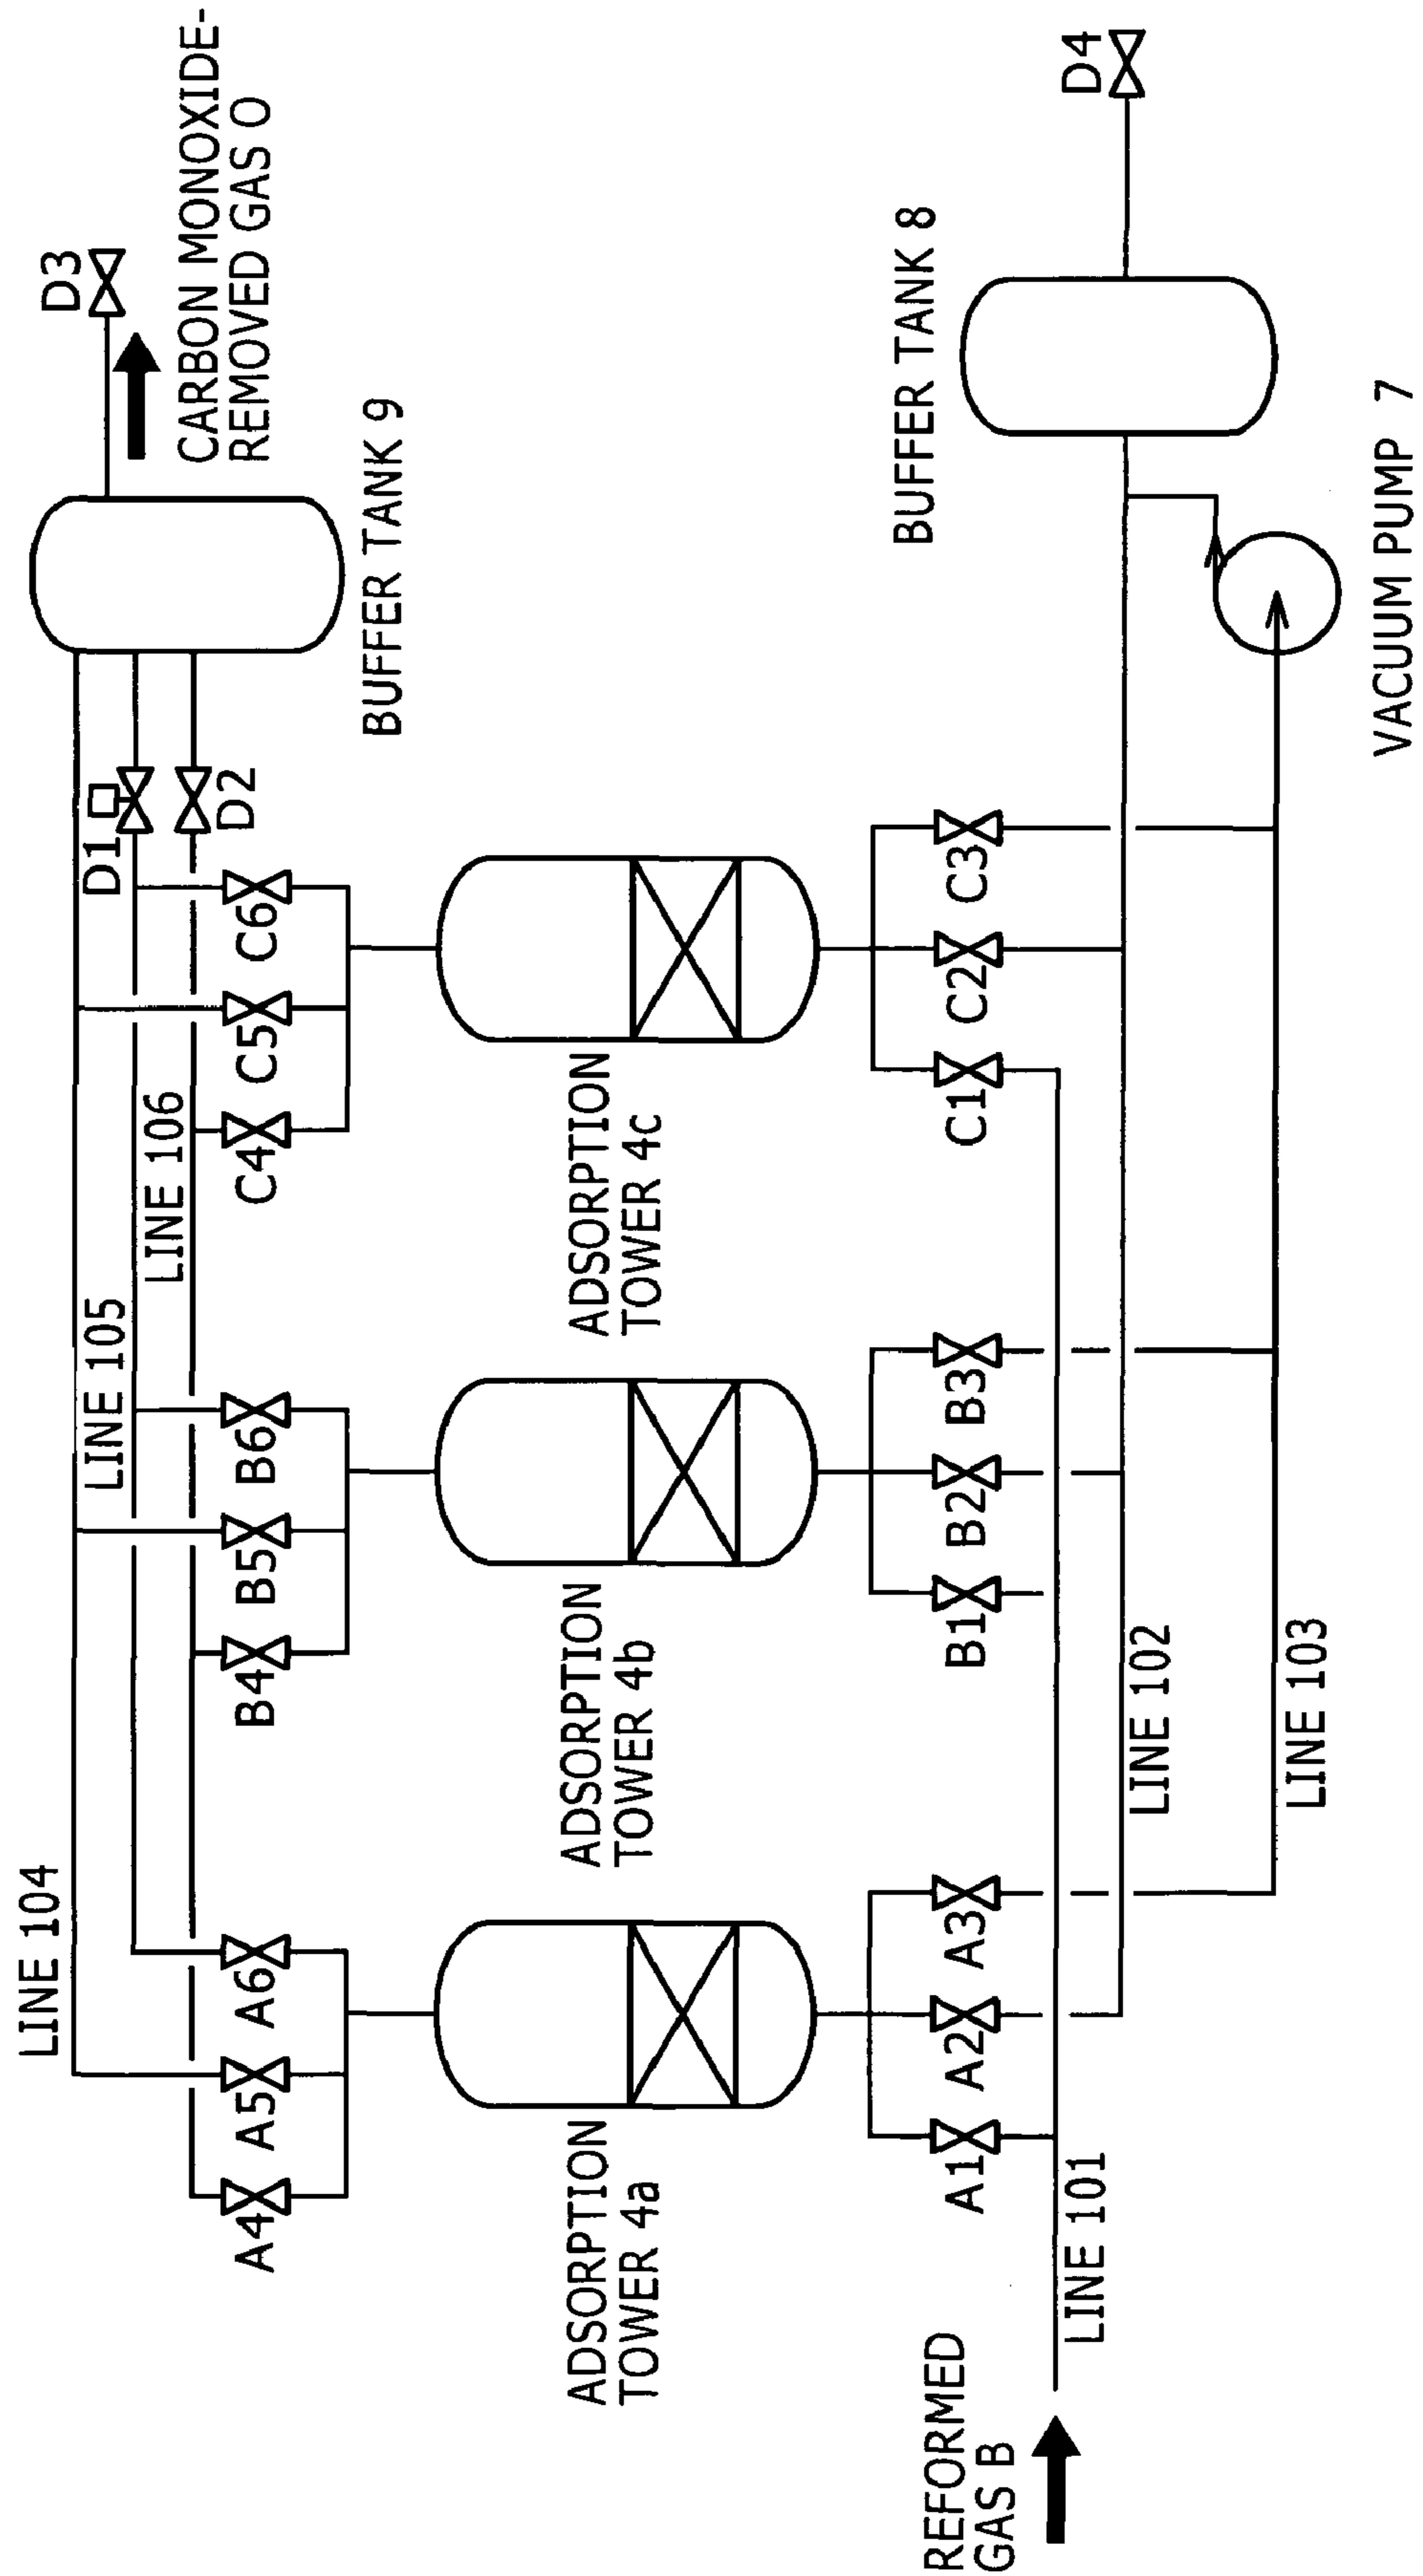 LINE 104
LINE 105
LINE 106
D1
D2
D3
CARBON MONOXIDE-
REMOVED GAS O
BUFFER TANK 9
A4
A5
A6
B4
B5
B6
C4
C5
C6
ADSORPTION
TOWER 4a
ADSORPTION
TOWER 4b
ADSORPTION
TOWER 4c
A1
A2
A3
B1
B2
B3
C1
C2
C3
BUFFER TANK 8
D4
REFORMED
GAS B
LINE 101
LINE 102
LINE 103
VACUUM PUMP 7